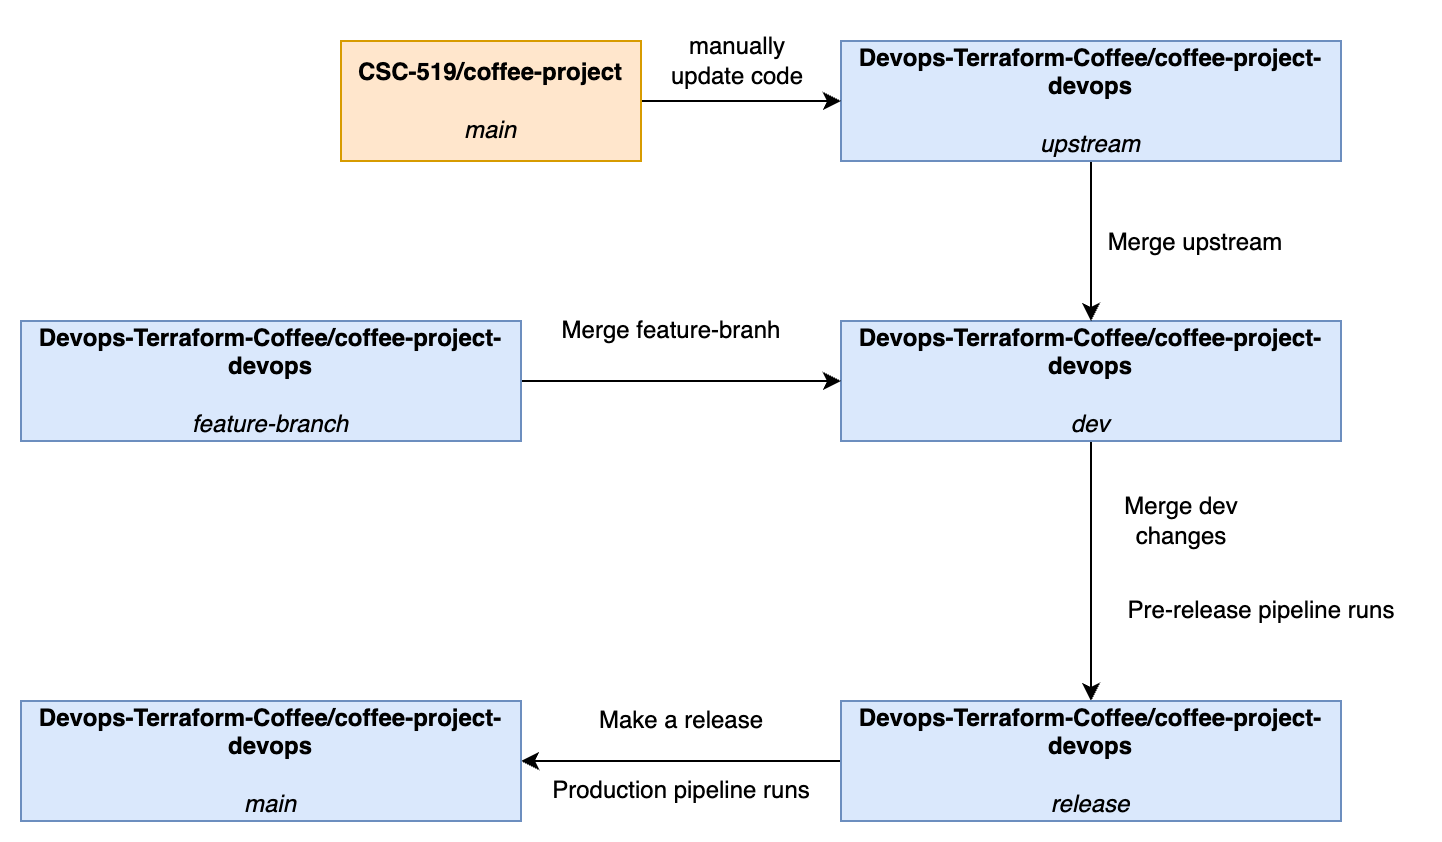 CSC-519/coffee-project
main
manually
update code
Devops-Terraform-Coffee/coffee-project-
devops
upstream
Merge upstream
Devops-Terraform-Coffee/coffee-project-
devops
feature-branch
Merge feature-branh
Devops-Terraform-Coffee/coffee-project-
devops
dev
Merge dev
changes
Pre-release pipeline runs
Devops-Terraform-Coffee/coffee-project-
devops
main
Make a release
Production pipeline runs
Devops-Terraform-Coffee/coffee-project-
devops
release